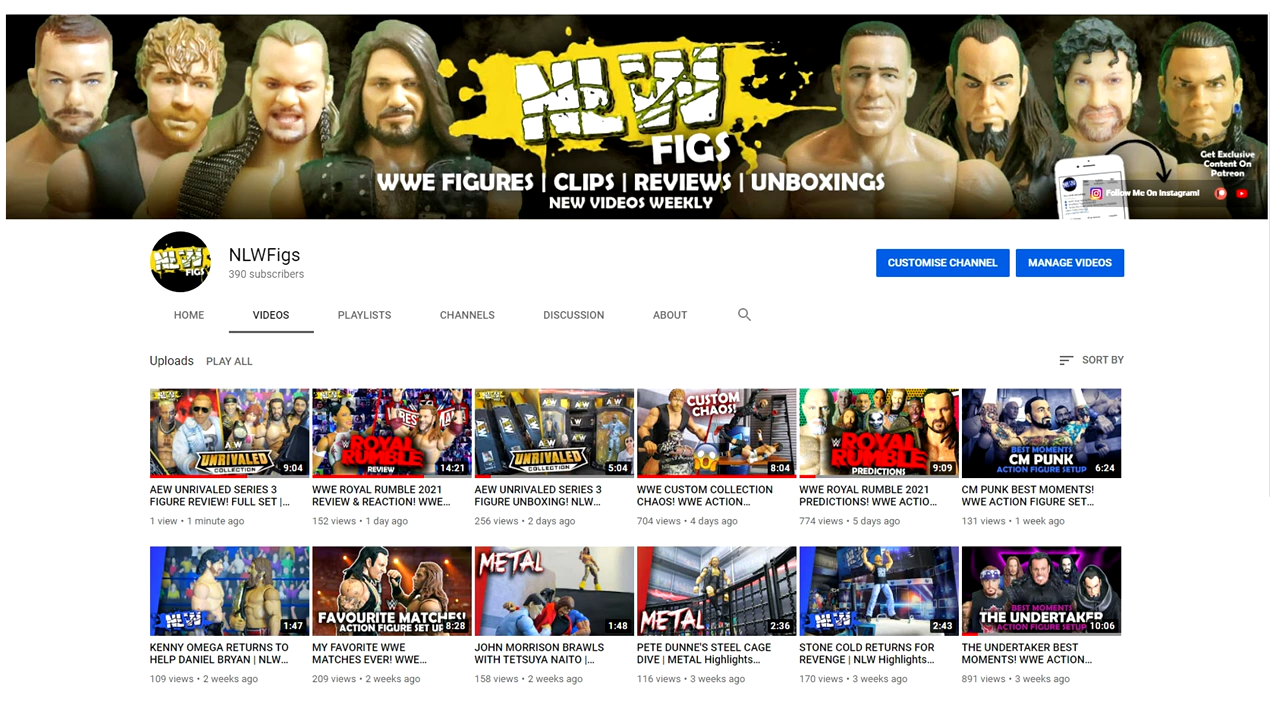 NLW
FIGS
WWE FIGURES | CLIPS | REVIEWS | UNBOXINGS
NEW VIDEOS WEEKLY
Get Exclusive
Content On
Patreon
Follow Me On Instagram!
NLW
FIGS
NLWFigs
390 subscribers
CUSTOMISE CHANNEL
MANAGE VIDEOS
HOME
VIDEOS
PLAYLISTS
CHANNELS
DISCUSSION
ABOUT
Uploads
PLAY ALL
SORT BY
AEW
UNRIVALED
COLLECTION
9:04
AEW UNRIVALED SERIES 3
FIGURE REVIEW! FULL SET |...
1 view • 1 minute ago
ROYAL
RUMBLE
REVIEW
14:21
WWE ROYAL RUMBLE 2021
REVIEW & REACTION! WWE...
152 views • 1 day ago
AEW
UNRIVALED
COLLECTION
5:04
AEW UNRIVALED SERIES 3
FIGURE UNBOXING! NLW...
256 views • 2 days ago
CUSTOM
CHAOS!
8:04
WWE CUSTOM COLLECTION
CHAOS! WWE ACTION...
704 views • 4 days ago
ROYAL
RUMBLE
PREDICTIONS
9:09
WWE ROYAL RUMBLE 2021
PREDICTIONS! WWE ACTIO...
774 views • 5 days ago
BEST MOMENTS
CM PUNK
ACTION FIGURE SETUP
6:24
CM PUNK BEST MOMENTS!
WWE ACTION FIGURE SET...
131 views • 1 week ago
NLW
1:47
KENNY OMEGA RETURNS TO
HELP DANIEL BRYAN | NLW...
109 views • 2 weeks ago
FAVOURITE MATCHES!
ACTION FIGURE SET UP
8:28
MY FAVORITE WWE
MATCHES EVER! WWE...
209 views • 2 weeks ago
METAL
1:48
JOHN MORRISON BRAWLS
WITH TETSUYA NAITO |...
158 views • 2 weeks ago
METAL
2:36
PETE DUNNE'S STEEL CAGE
DIVE | METAL Highlights...
116 views • 3 weeks ago
NLW
2:43
STONE COLD RETURNS FOR
REVENGE | NLW Highlights...
170 views • 3 weeks ago
BEST MOMENTS
THE UNDERTAKER
ACTION FIGURE SETUP
10:06
THE UNDERTAKER BEST
MOMENTS! WWE ACTION...
891 views • 3 weeks ago